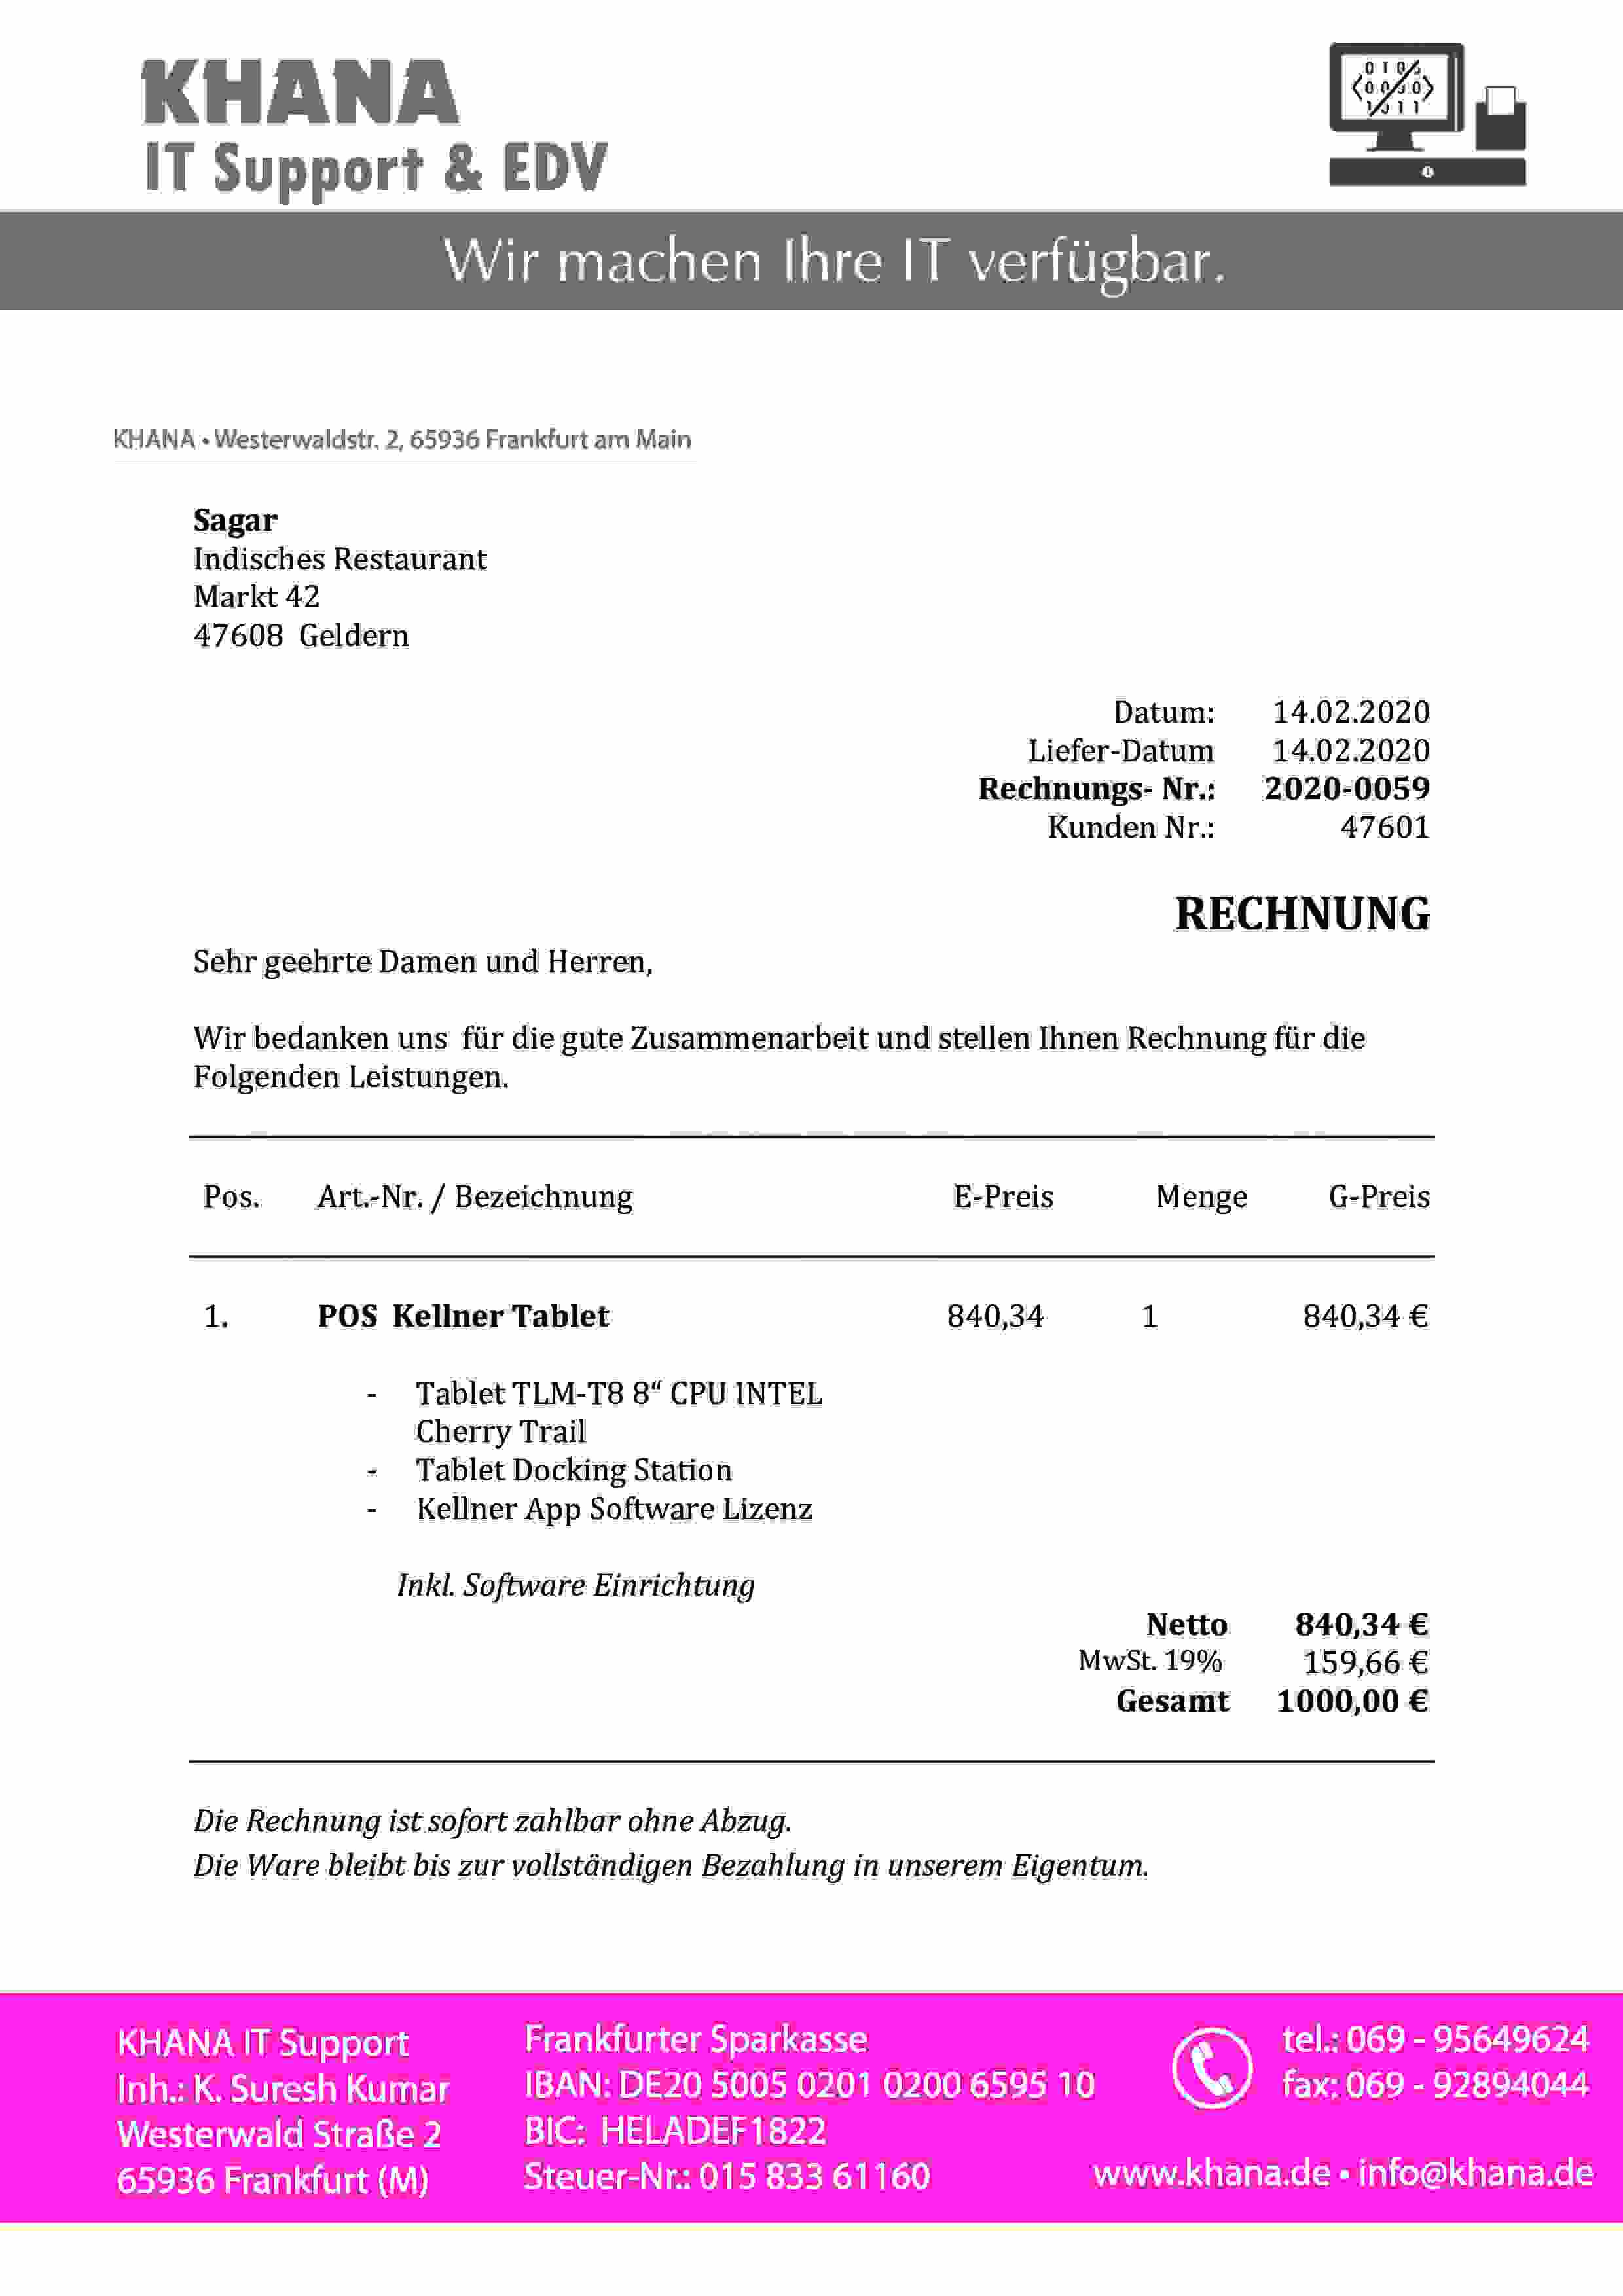 KHANA
IT Support & EDV
Wir machen Ihre IT verfügbar.
KHANA • Westerwaldstr. 2, 65936 Frankfurt am Main
Sagar
Indisches Restaurant
Markt 42
47608 Geldern
Datum: 14.02.2020
Liefer-Datum 14.02.2020
Rechnungs- Nr.: 2020-0059
Kunden Nr.: 47601
RECHNUNG
Sehr geehrte Damen und Herren,
Wir bedanken uns für die gute Zusammenarbeit und stellen Ihnen Rechnung für die
Folgenden Leistungen.
Pos. Art.-Nr. / Bezeichnung E-Preis Menge G-Preis
1. POS Kellner Tablet 840,34 1 840,34 €
- Tablet TLM-T8 8“ CPU INTEL
Cherry Trail
- Tablet Docking Station
- Kellner App Software Lizenz
Inkl. Software Einrichtung
Netto 840,34 €
MwSt. 19% 159,66 €
Gesamt 1000,00 €
Die Rechnung ist sofort zahlbar ohne Abzug.
Die Ware bleibt bis zur vollständigen Bezahlung in unserem Eigentum.
KHANA IT Support
Inh.: K. Suresh Kumar
Westerwald Straße 2
65936 Frankfurt (M)
Frankfurter Sparkasse
IBAN: DE20 5005 0201 0200 6595 10
BIC: HELADEF1822
Steuer-Nr.: 015 833 61160
tel.: 069 - 95649624
fax: 069 - 92894044
www.khana.de • info@khana.de